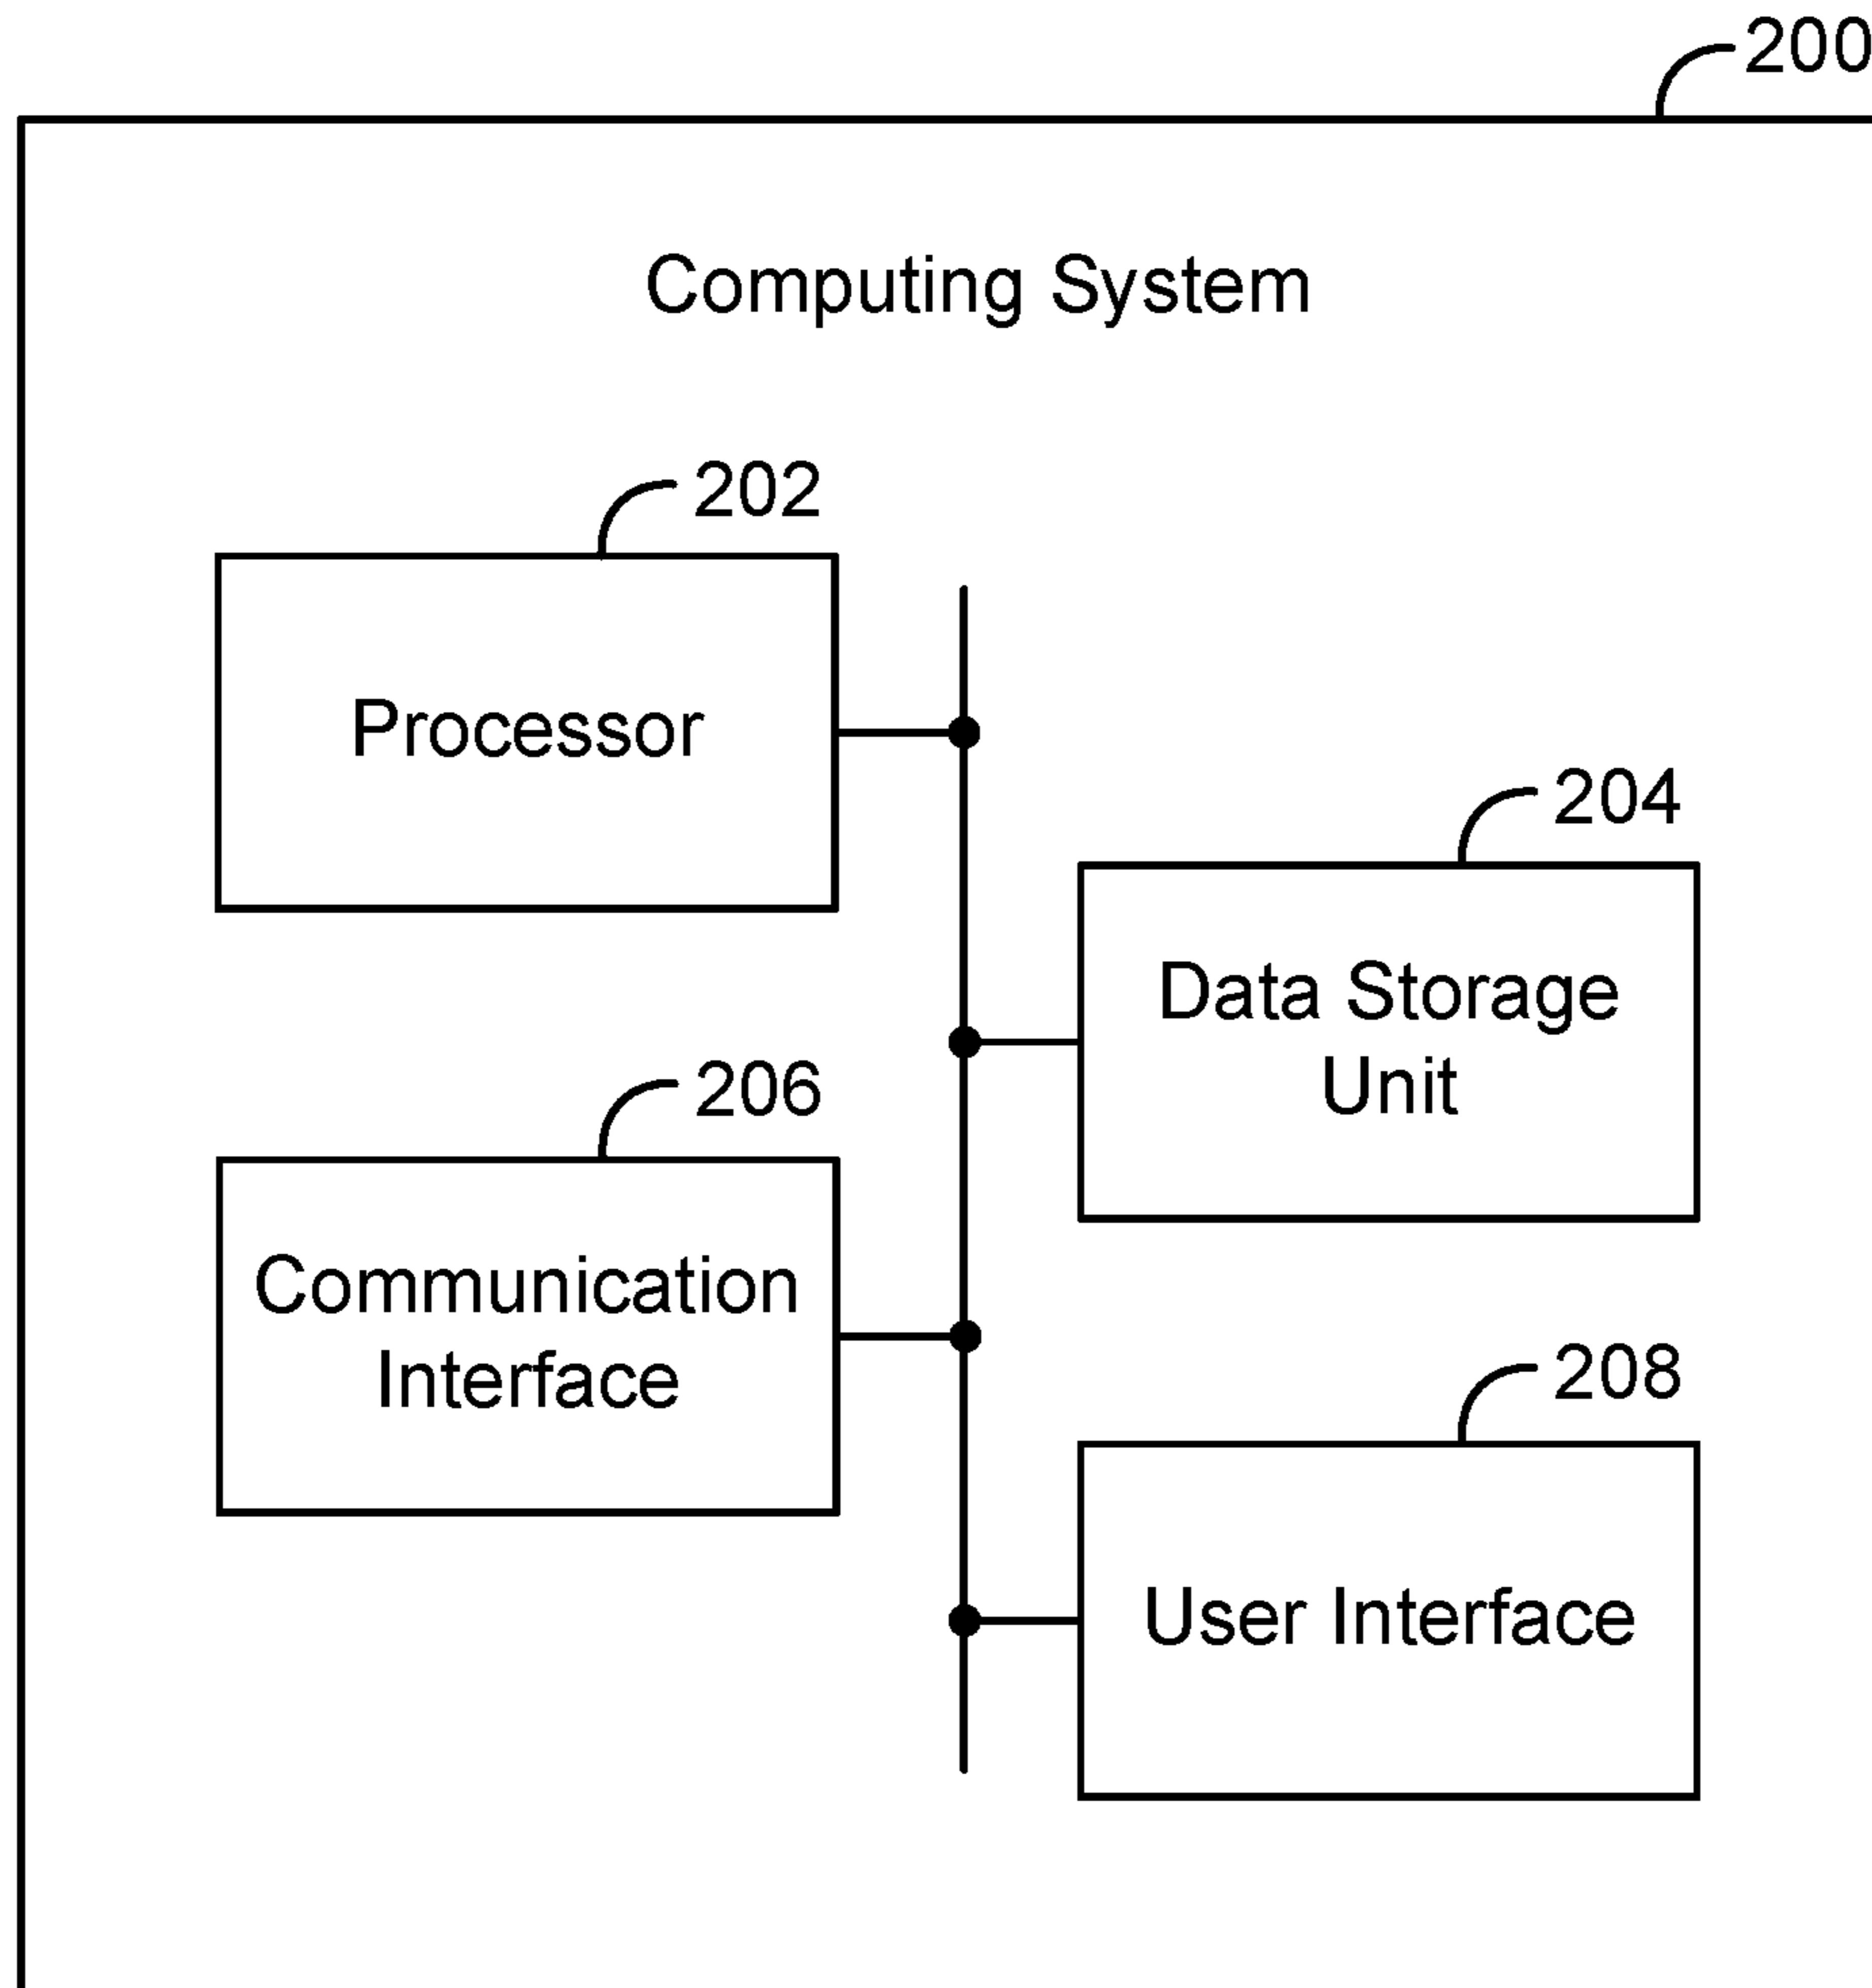 200
Computing System
202
Processor
204
Data Storage
Unit
206
Communication
Interface
208
User Interface